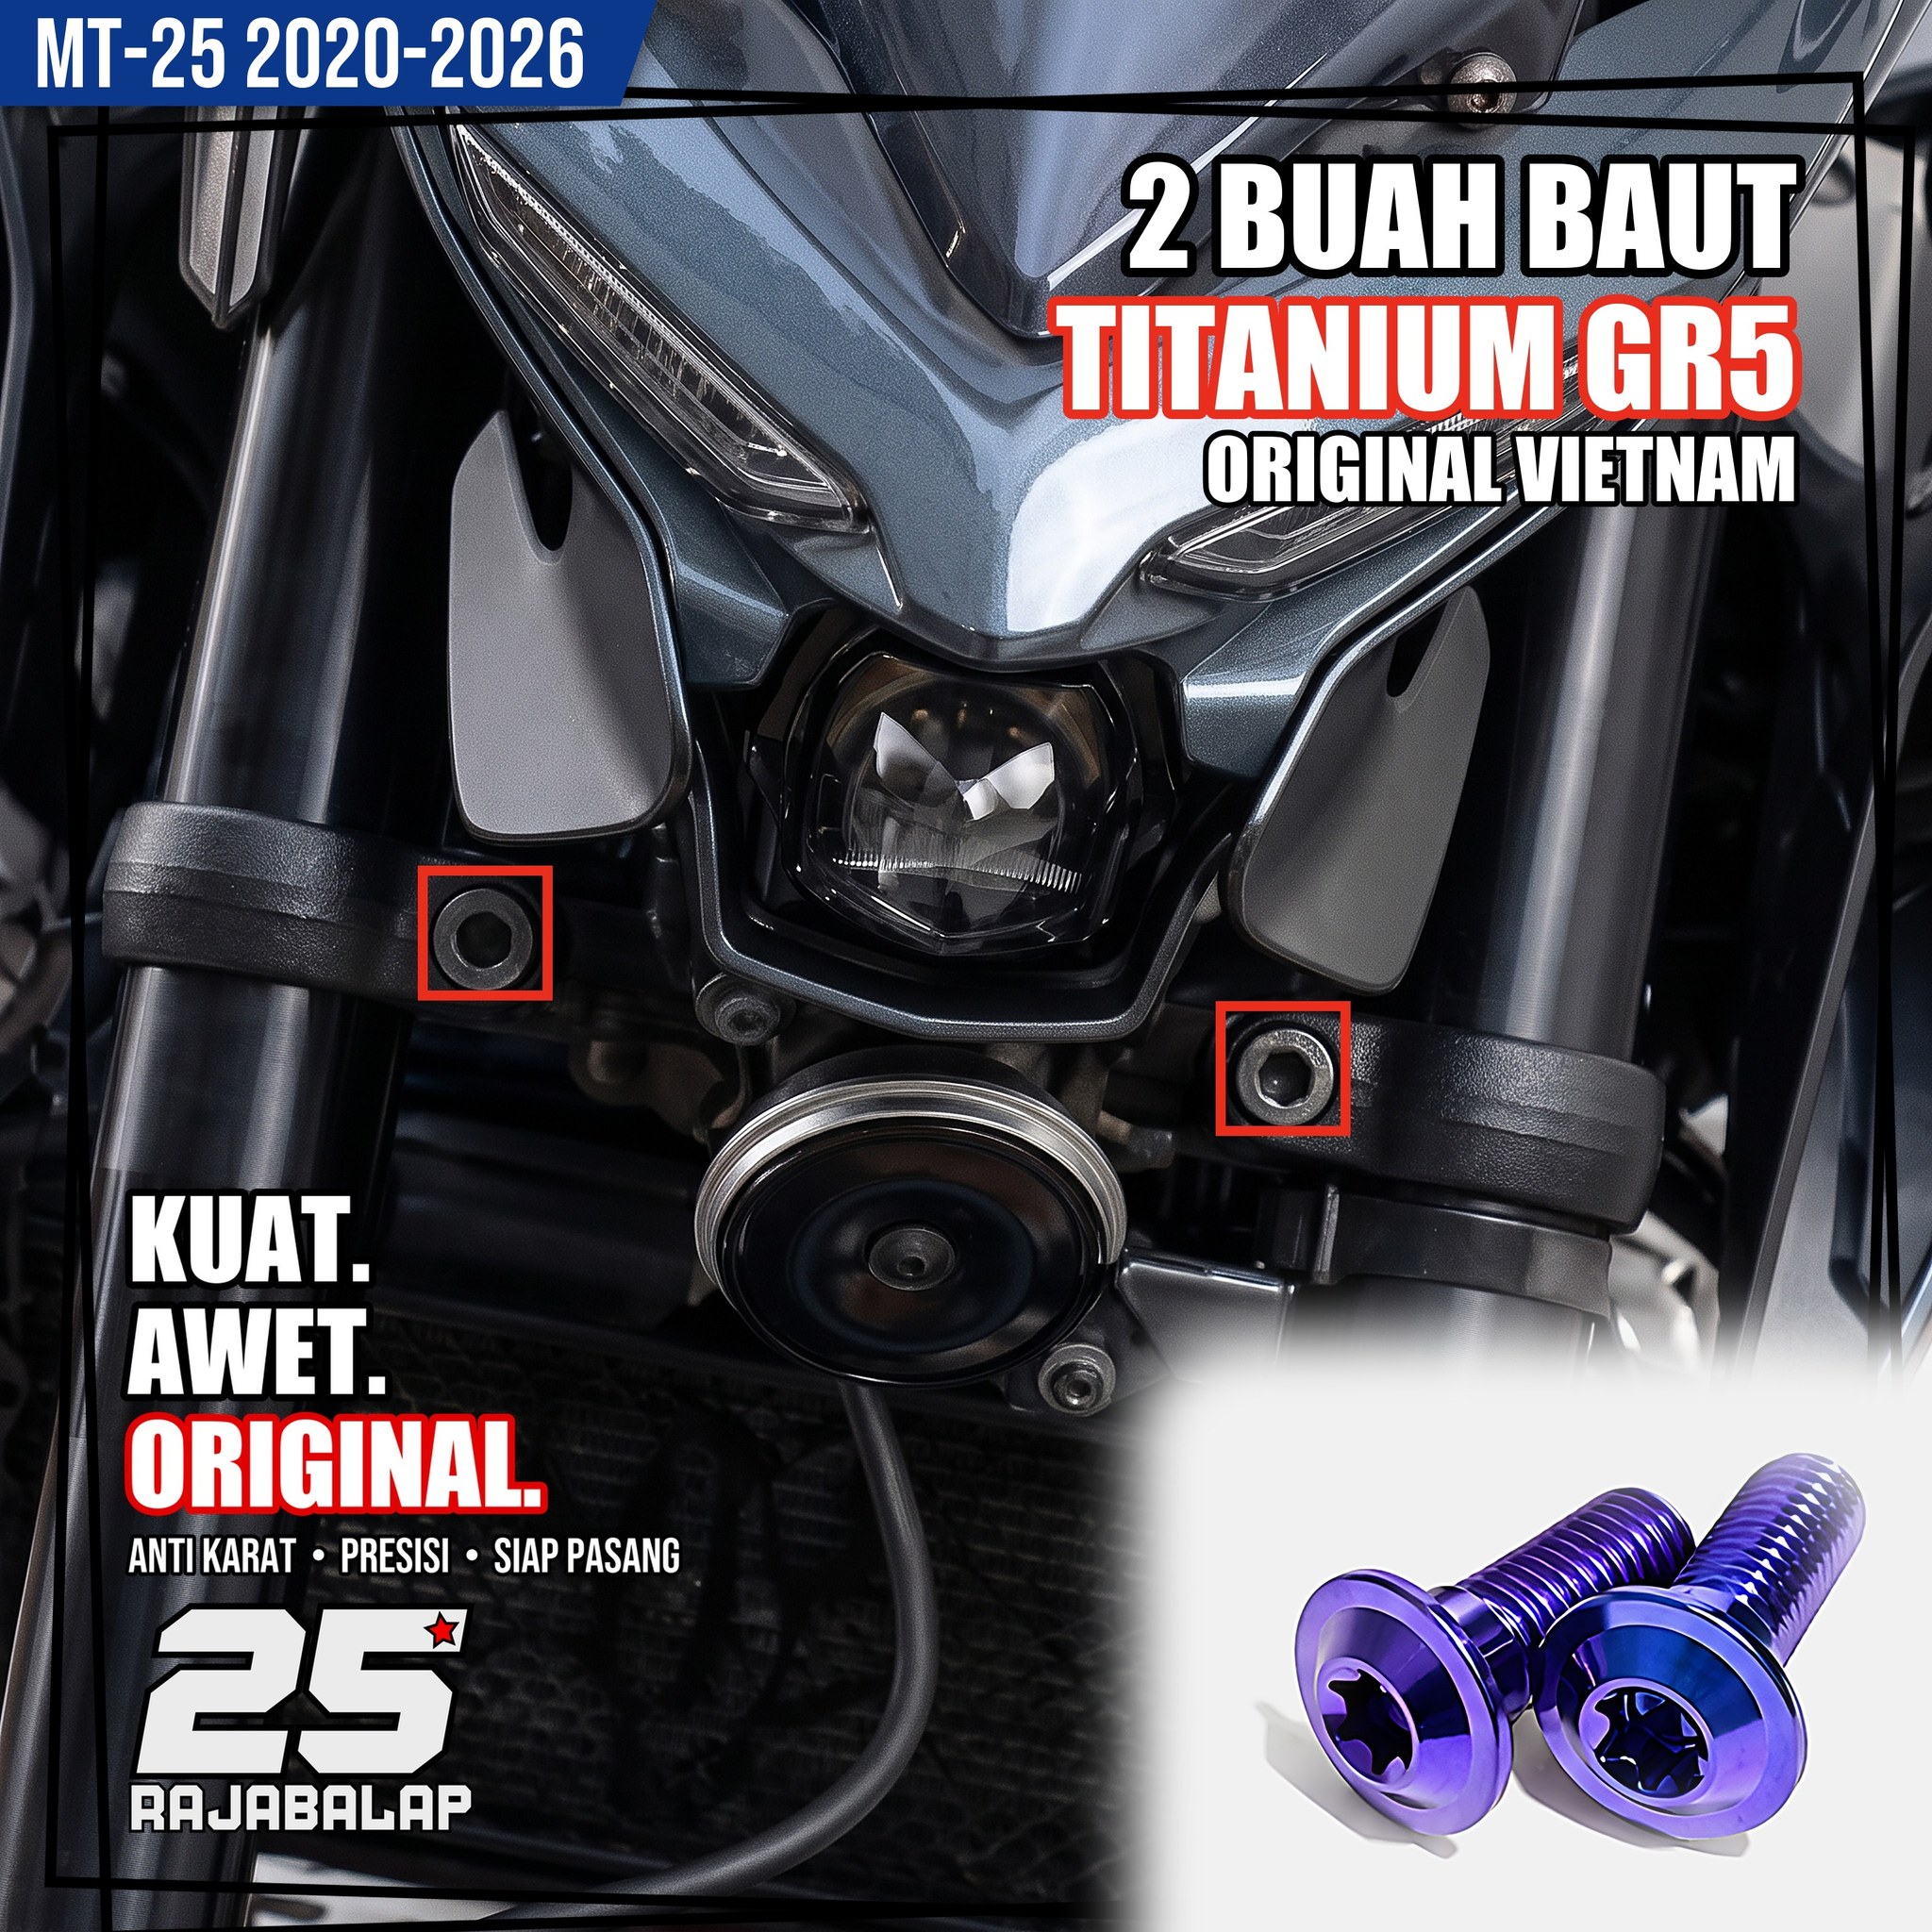 MT-25 2020-2026
2 BUAH BAUT
TITANIUM GR5
ORIGINAL VIETNAM
KUAT.
AWET.
ORIGINAL.
ANTI KARAT • PRESISI • SIAP PASANG
25
RAJABALAP